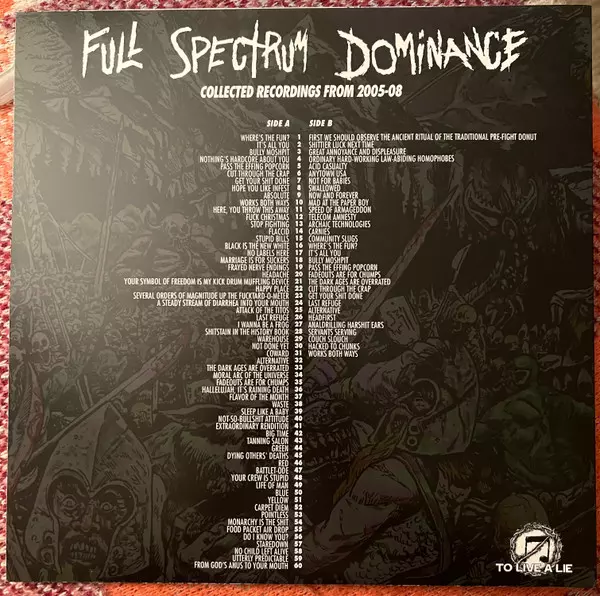 FULL SPECTRUM DOMINANCE
COLLECTED RECORDINGS FROM 2005-08
SIDE A SIDE B
WHERE'S THE FUN? 1 FIRST WE SHOULD OBSERVE THE ANCIENT RITUAL OF THE TRADITIONAL PRE-FIGHT DONUT
IT'S ALL YOU 2 SHITTIER LUCK NEXT TIME
BULLY MOSHPIT 3 GREAT ANNOYANCE AND DISPLEASURE
NOTHING'S HARDCORE ABOUT YOU 4 ORDINARY HARD-WORKING LAW-ABIDING HOMOPHOBES
PASS THE EFFING POPCORN 5 ACID CASUALTY
CUT THROUGH THE CRAP 6 ANYTOWN USA
GET YOUR SHIT DONE 7 NOT FOR BABIES
HOPE YOU LIKE INFEST 8 SWALLOWED
ABSOLUTE 9 NOW AND FOREVER
WORKS BOTH WAYS 10 MAD AT THE PAPER BOY
HERE, YOU THROW THIS AWAY 11 SPEED OF ARMAGEDDON
FUCK CHRISTMAS 12 TELECOM AMNESTY
STOP FIGHTING 13 ARCHAIC TECHNOLOGIES
FLACCID 14 CARNIES
STUPID BILLS 15 COMMUNITY SLUGS
BLACK IS THE NEW WHITE 16 WHERE'S THE FUN?
NO LABELS HERE 17 IT'S ALL YOU
MARRIAGE IS FOR SUCKERS 18 BULLY MOSHPIT
FRAYED NERVE ENDINGS 19 PASS THE EFFING POPCORN
HEADACHE 20 FADEOUTS ARE FOR CHUMPS
YOUR SYMBOL OF FREEDOM IS MY KICK DRUM MUFFLING DEVICE 21 THE DARK AGES ARE OVERRATED
HAPPY PILLS 22 CUT THROUGH THE CRAP
SEVERAL ORDERS OF MAGNITUDE UP THE FUCKTARD-O-METER 23 GET YOUR SHIT DONE
A STEADY STREAM OF DIARRHEA INTO YOUR MOUTH 24 LAST REFUGE
ATTACK OF THE TITOS 25 ALTERNATIVE
LAST REFUGE 26 HEADFIRST
I WANNA BE A FROG 27 ANALDRILLING HARSHIT EARS
SHITSTAIN IN THE HISTORY BOOK 28 SERVANTS SERVING
WAREHOUSE 29 COUCH SLOUCH
NOT DONE YET 30 HACKED TO CHUNKS
COWARD 31 WORKS BOTH WAYS
ALTERNATIVE 32
THE DARK AGES ARE OVERRATED 33
MORAL ARC OF THE UNIVERSE 34
FADEOUTS ARE FOR CHUMPS 35
HALLELUJAH, IT'S RAINING DEATH 36
FLAVOR OF THE MONTH 37
WASTE 38
SLEEP LIKE A BABY 39
NOT-SO-BULLSHIT ATTITUDE 40
EXTRAORDINARY RENDITION 41
BIG TIME 42
TANNING SALON 43
GREEN 44
DYING OTHERS' DEATHS 45
RED 46
BATTLET-ODE 47
YOUR CREW IS STUPID 48
LIFE OF MAN 49
BLUE 50
YELLOW 51
CARPET DIEM 52
POINTLESS 53
MONARCHY IS THE SHIT 54
FOOD PACKET AIR DROP 55
DO I KNOW YOU? 56
STAREDOWN 57
NO CHILD LEFT ALIVE 58
UTTERLY PREDICTABLE 59
FROM GOD'S ANUS TO YOUR MOUTH 60
TO LIVE A LIE